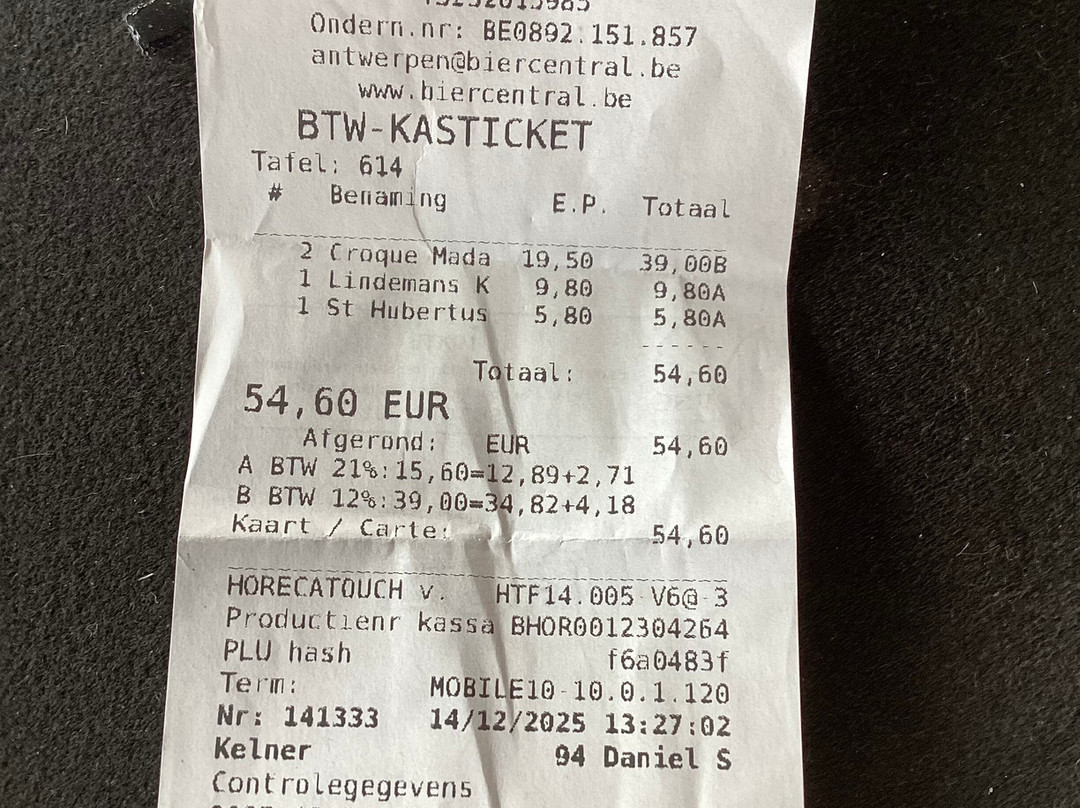 Ondern.nr: BE0892.151.857
antwerpen@biercentral.be
www.biercentral.be
BTW-KASTICKET
Tafel: 614
# Benaming E.P. Totaal
2 Croque Mada 19,50 39,00B
1 Lindemans K 9,80 9,80A
1 St Hubertus 5,80 5,80A
Totaal: 54,60
54,60 EUR
Afgerond: EUR 54,60
A BTW 21%:15,60=12,89+2,71
B BTW 12%:39,00=34,82+4,18
Kaart / Carte: 54,60
HORECATOUCH v. HTF14.005 V6@-3
Productienr kassa BHOR0012304264
PLU hash f6a0483f
Term: MOBILE10-10.0.1.120
Nr: 141333 14/12/2025 13:27:02
Kelner 94 Daniel S
Controlegegevens